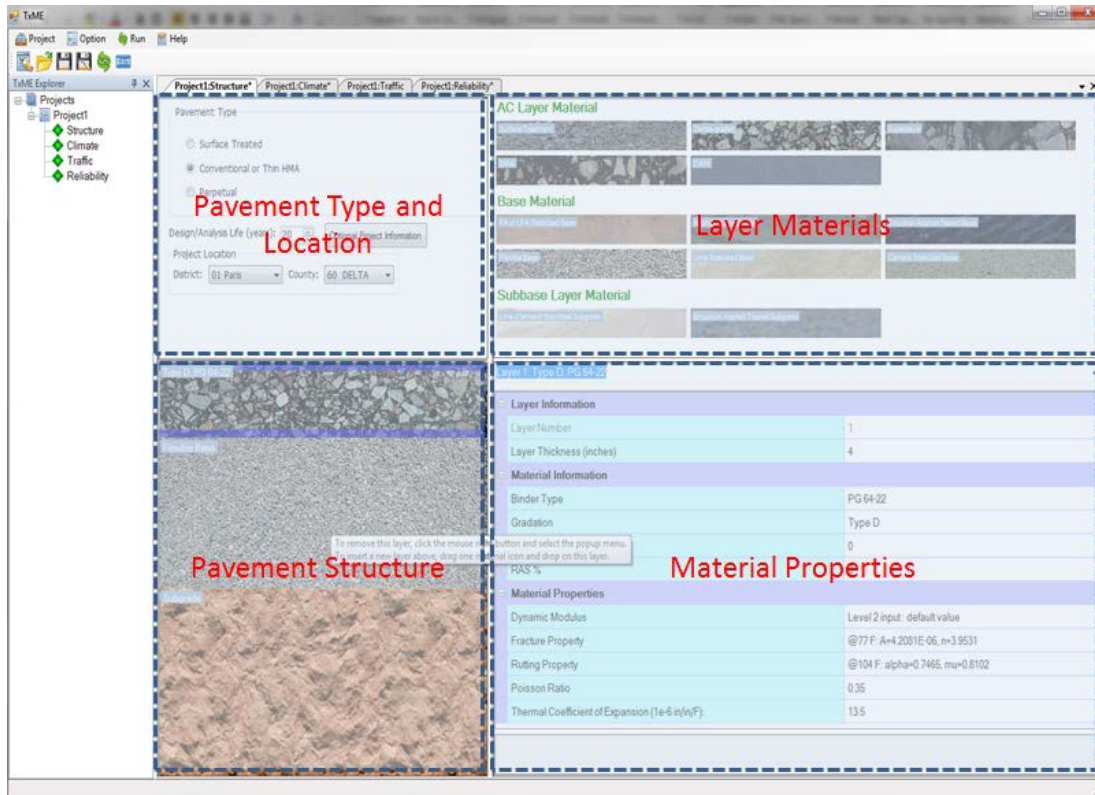 TxME
Project Option Run Help
Exit
TxME Explorer
Projects
Project1
Structure
Climate
Traffic
Reliability
Project1:Structure* Project1:Climate* Project1:Traffic Project1:Reliability*
Pavement Type
Surface Treated
Conventional or Thin HMA
Perpetual
Pavement Type and
Location
Design/Analysis Life (years): 20 Optional Project Information
Project Location
District: 01 Paris County: 60 DELTA
AC Layer Material
Base Material
Layer Materials
Flexible Base
Subbase Layer Material
Type D, PG 64-22
Flexible Base
To remove this layer, click the mouse right button and select the popup menu.
To insert a new layer above, drag one material icon and drop on this layer.
Pavement Structure
Subgrade
Layer 1: Type D, PG 64-22
Layer Information
Layer Number 1
Layer Thickness (inches) 4
Material Information
Binder Type PG 64-22
Gradation Type D
0
RAS %
Material Properties
Material Properties
Dynamic Modulus Level 2 input : default value
Fracture Property @77 F: A=4.2081E-06, n=3.9531
Rutting Property @104 F: alpha=0.7465, mu=0.8102
Poisson Ratio 0.35
Thermal Coefficient of Expansion (1e-6 in/in/F): 13.5